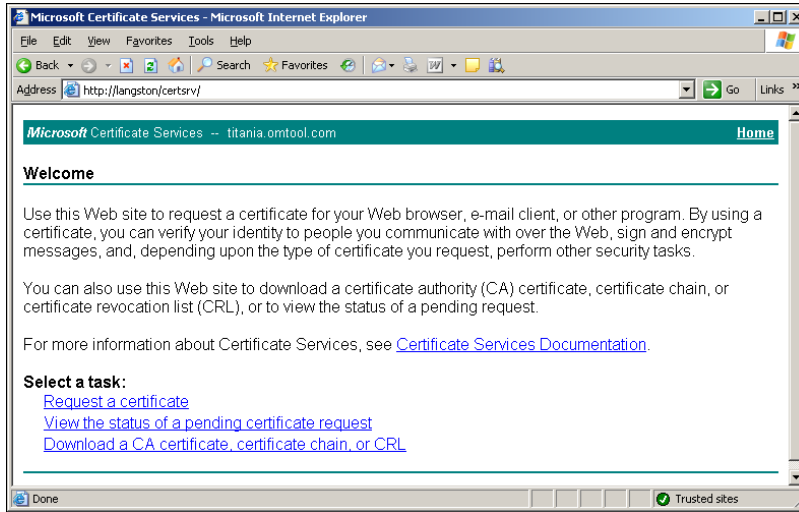 Microsoft Certificate Services - Microsoft Internet Explorer
File Edit View Favorites Tools Help
Back Search Favorites
Address http://langston/certsrv/ Go Links »
Microsoft Certificate Services -- titania.omtool.com Home
Welcome
Use this Web site to request a certificate for your Web browser, e-mail client, or other program. By using a
certificate, you can verify your identity to people you communicate with over the Web, sign and encrypt
messages, and, depending upon the type of certificate you request, perform other security tasks.
You can also use this Web site to download a certificate authority (CA) certificate, certificate chain, or
certificate revocation list (CRL), or to view the status of a pending request.
For more information about Certificate Services, see Certificate Services Documentation.
Select a task:
Request a certificate
View the status of a pending certificate request
Download a CA certificate, certificate chain, or CRL
Done Trusted sites